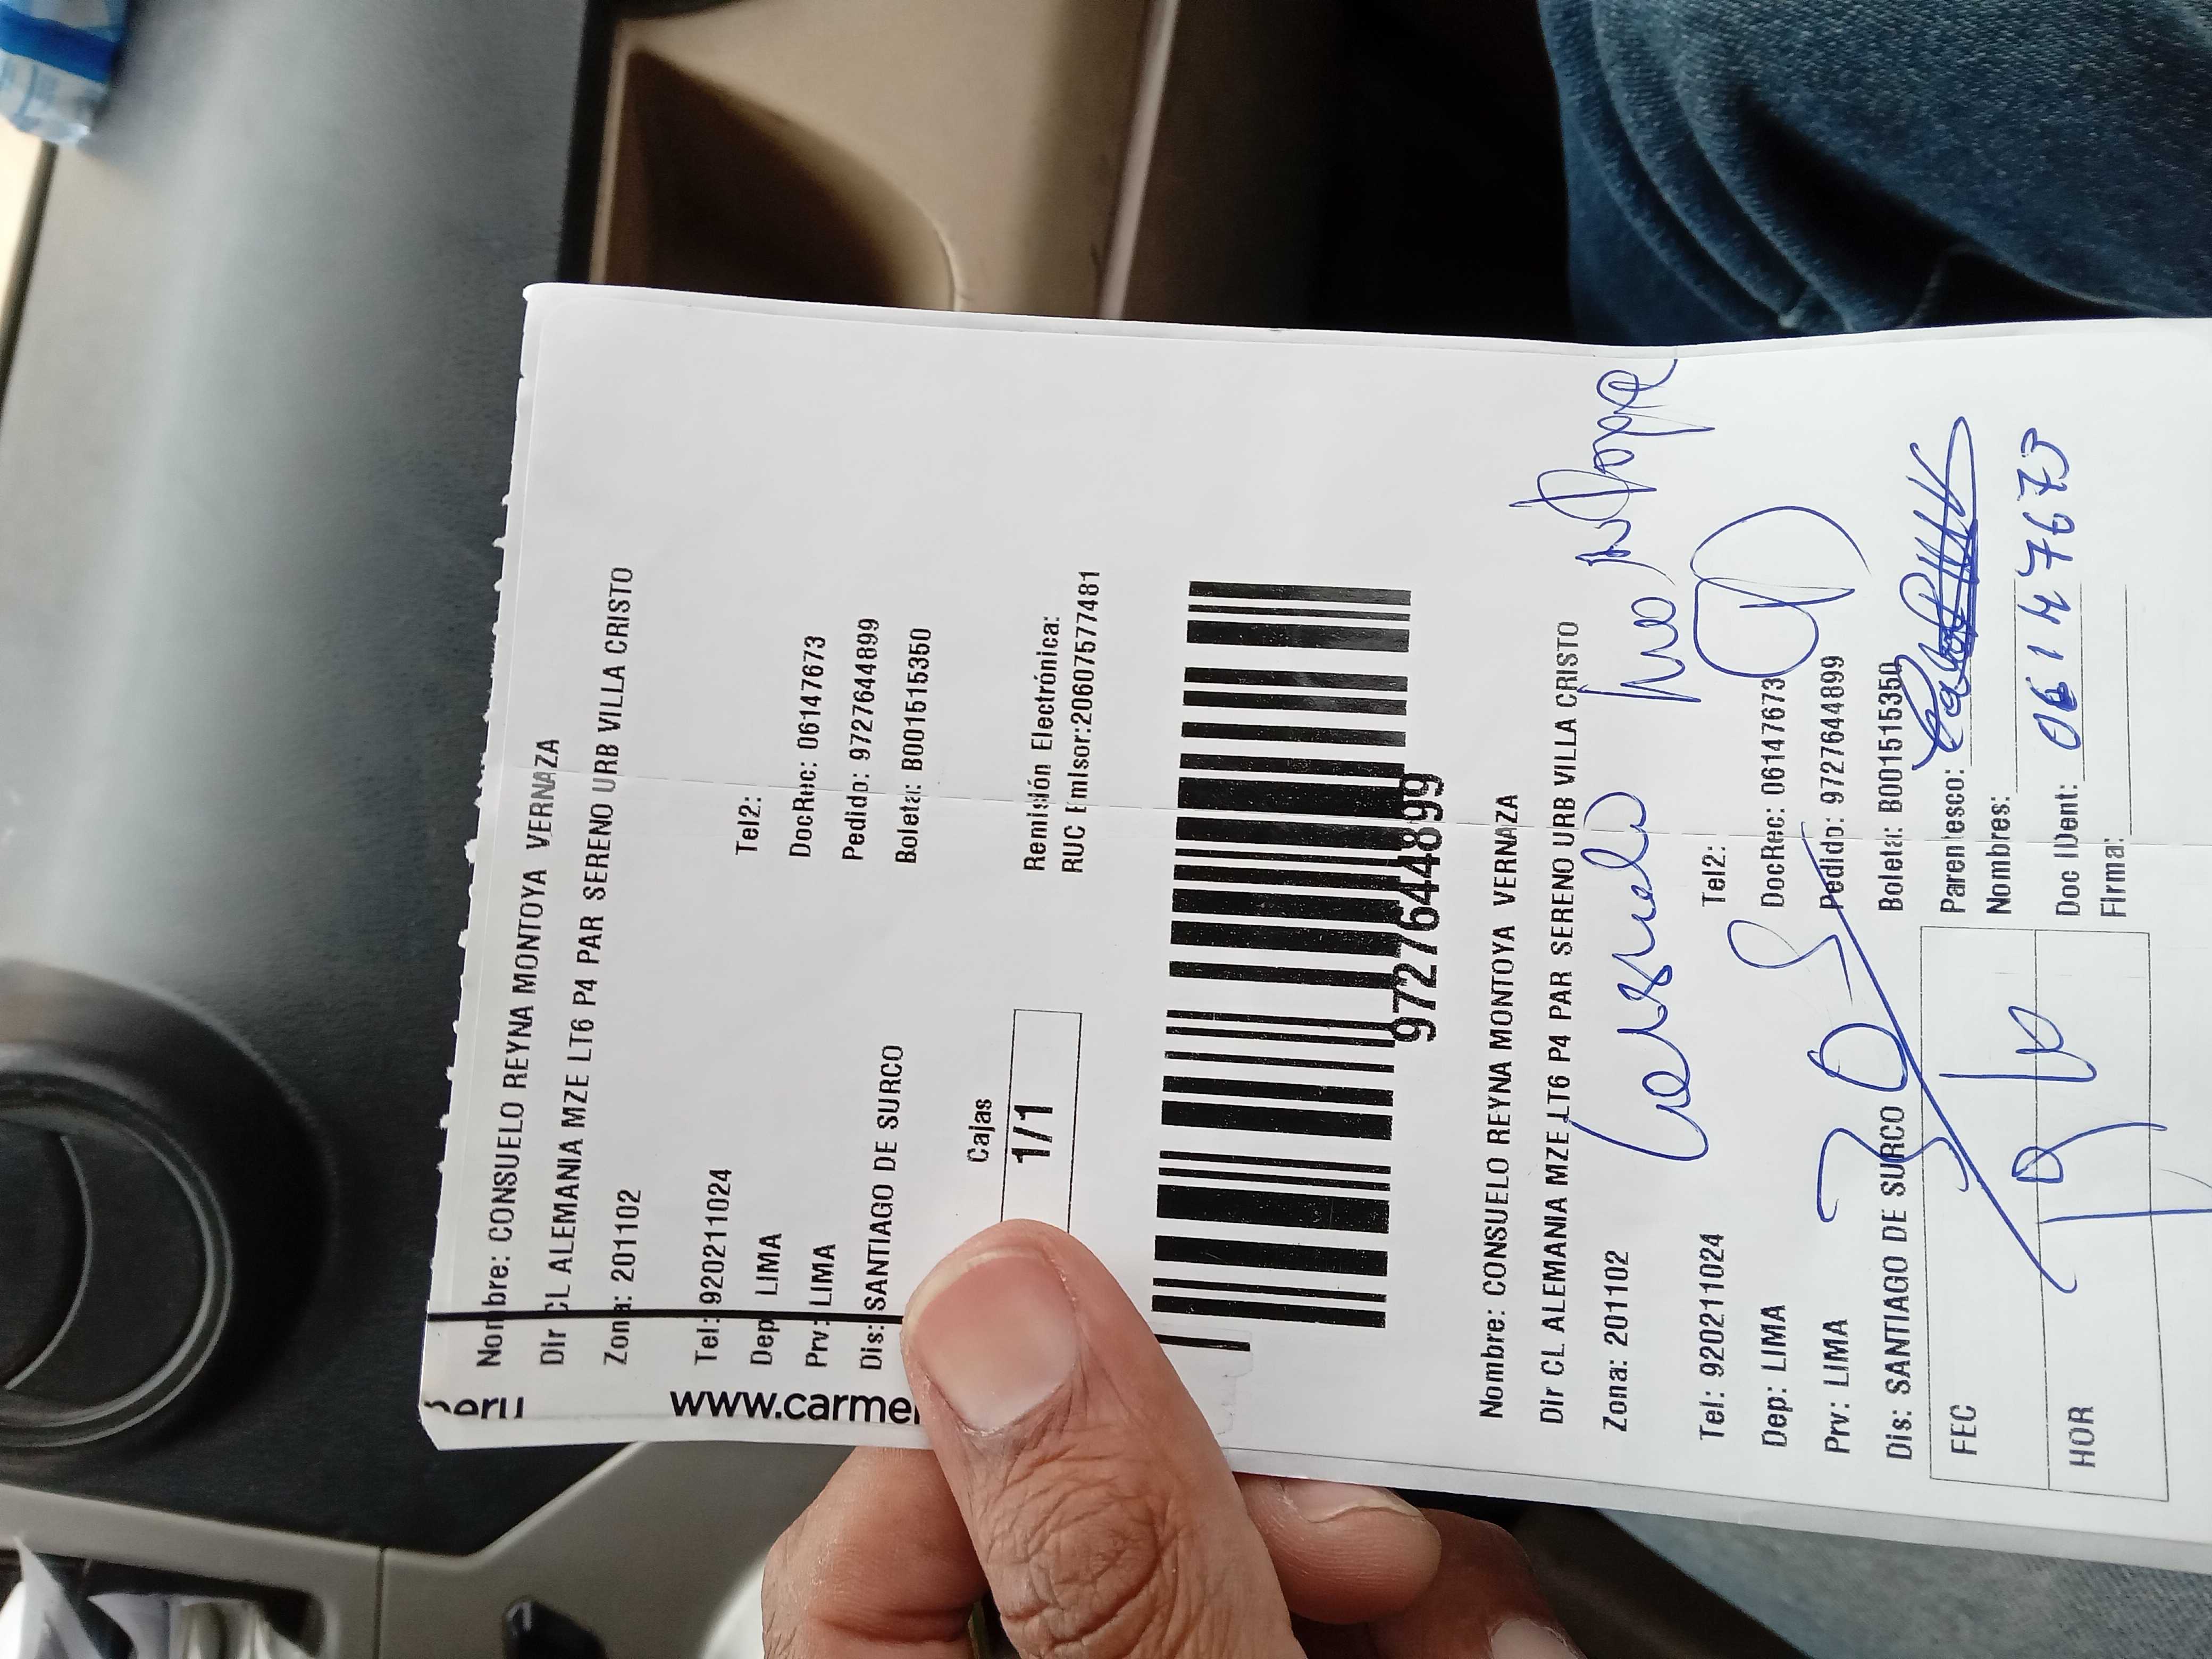 Nombre: CONSUELO REYNA MONTOYA VERNAZA
Dir CL ALEMANIA MZE LT6 P4 PAR SERENO URB VILLA CRISTO
Zona: 201102
Tel: 920211024 Tel2:
Dep LIMA DocRec: 06147673
Prv: LIMA Pedido: 9727644899
Dis: SANTIAGO DE SURCO Boleta: B001515350
Cajas
1/1
Remisión Electrónica:
RUC Emisor:20607577481
www.carmel
9727644899
Nombre: CONSUELO REYNA MONTOYA VERNAZA
Dir CL ALEMANIA MZE LT6 P4 PAR SERENO URB VILLA CRISTO
Zona: 201102
Consuelo
Tel: 920211024 Tel2:
Dep: LIMA DocRec: 06147673
Prv: LIMA Pedido: 9727644899
Dis: SANTIAGO DE SURCO Boleta: B001515350
FEC
HOR
Parentesco:
Nombres:
Doc IDent: 06147673
Firma: